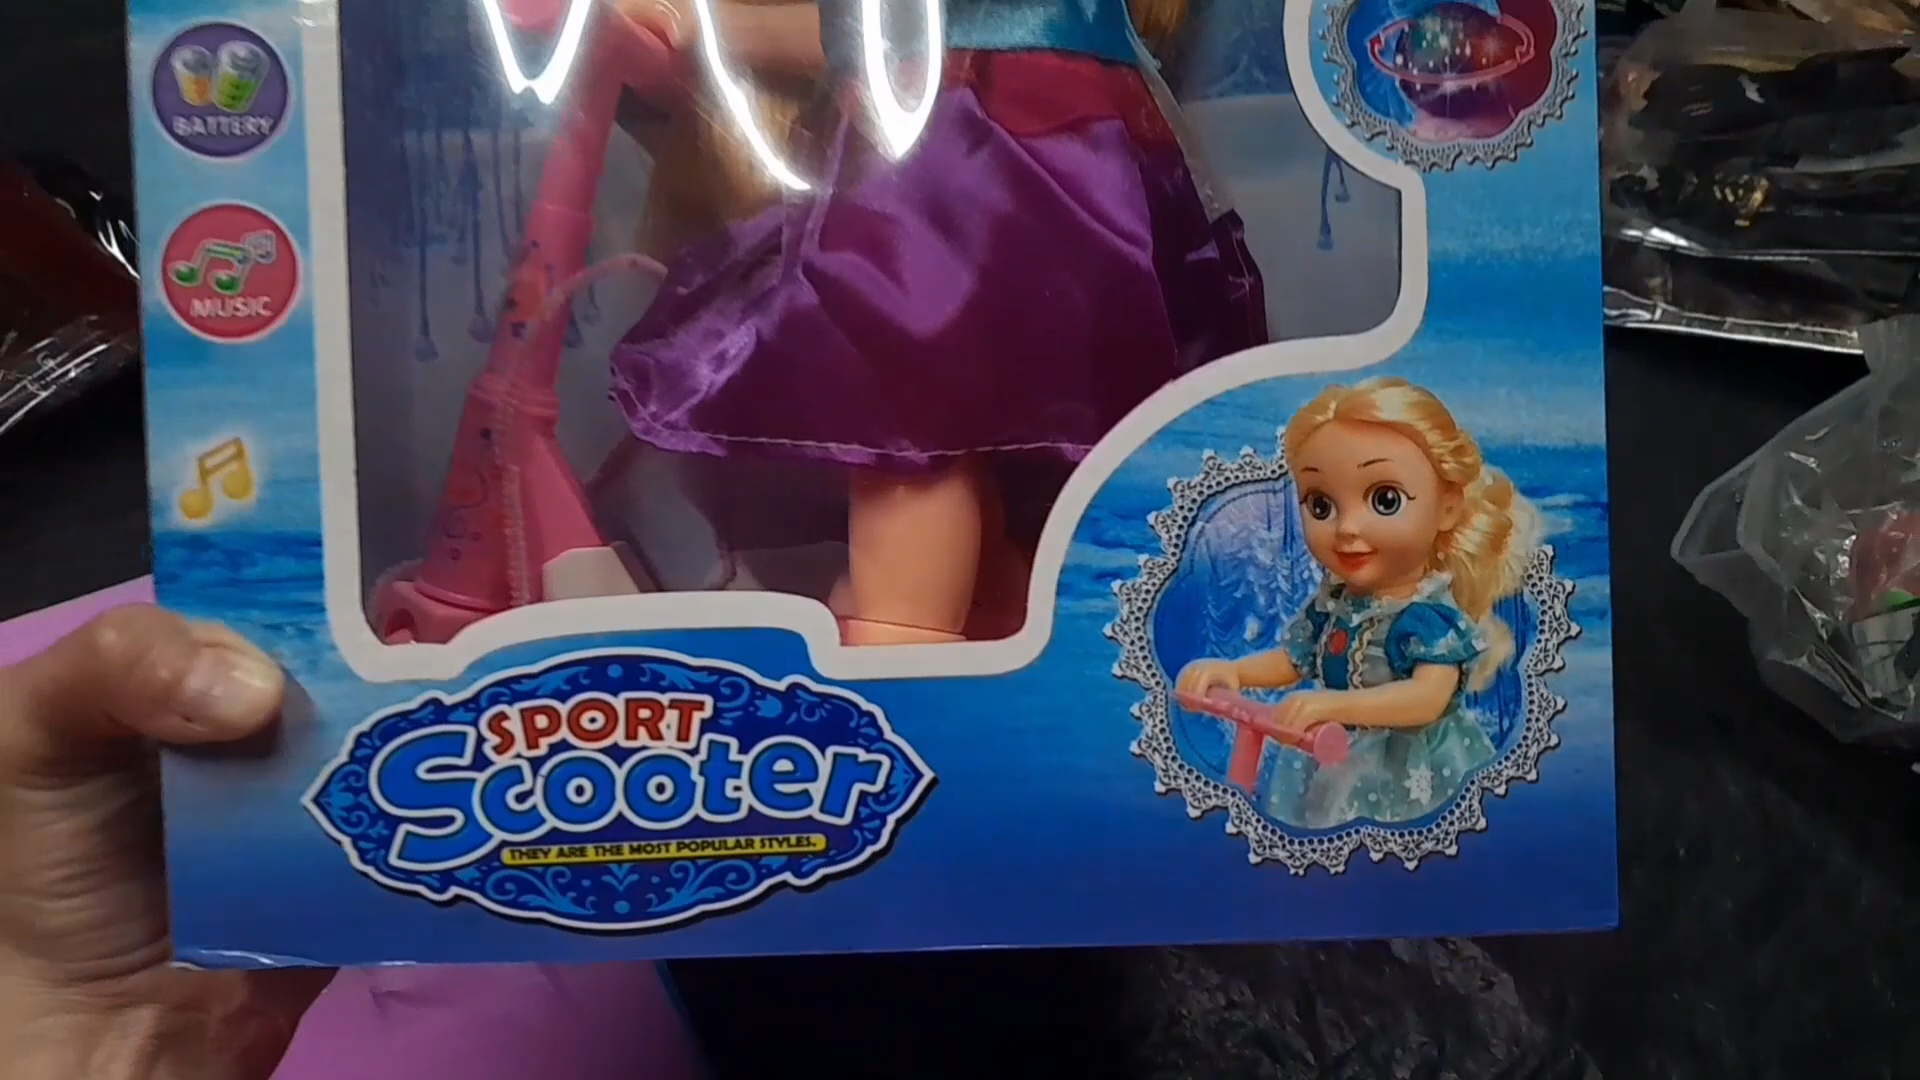 BATTERY
MUSIC
SPORT
Scooter
THEY ARE THE MOST POPULAR STYLES.